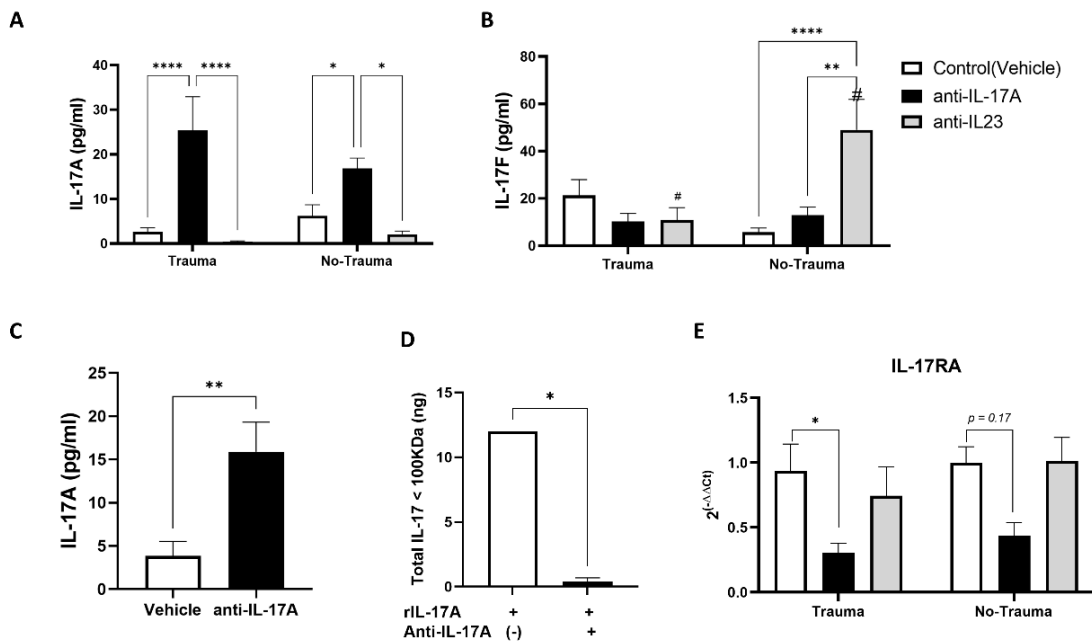 A
IL-17A (pg/ml)
40
30
20
10
0
****
****
*
*
Trauma
No-Trauma
B
IL-17F (pg/ml)
80
60
40
20
0
****
**
#
#
Trauma
No-Trauma
Control(Vehicle)
anti-IL-17A
anti-IL23
C
IL-17A (pg/ml)
25
20
15
10
5
0
**
Vehicle
anti-IL-17A
D
Total IL-17 < 100KDa (ng)
15
10
5
0
*
rIL-17A + +
Anti-IL-17A (-) +
E
IL-17RA
2(-ΔΔCt)
1.5
1.0
0.5
0.0
*
p = 0.17
Trauma
No-Trauma